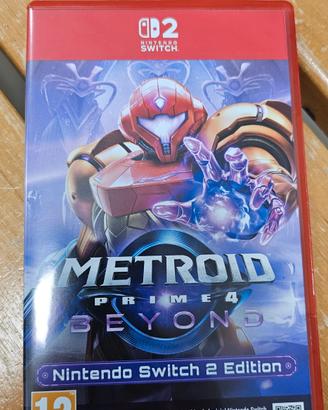 2
NINTENDO
SWITCH
METROID
PRIME 4
BEYOND
Nintendo Switch 2 Edition
12